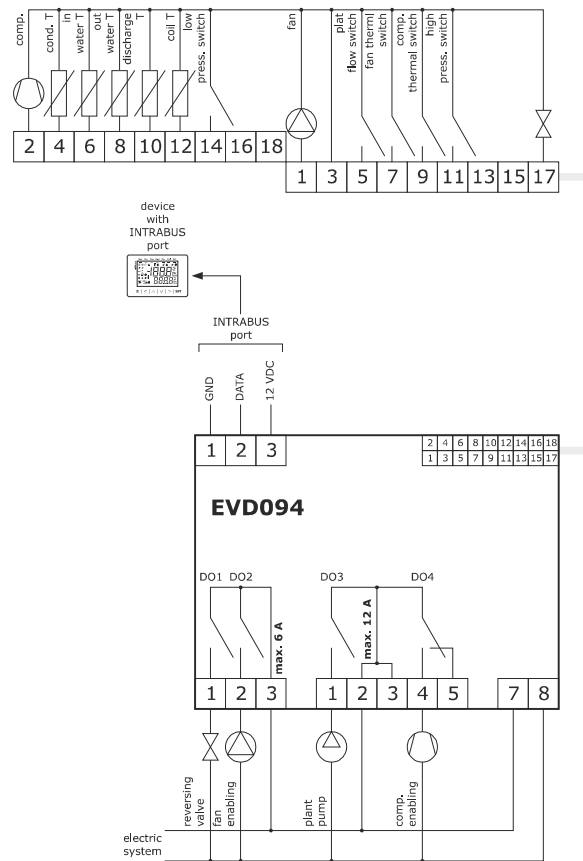 comp.
cond. T
in
water T
out
water T
discharge
T
coil T
low
press. switch
fan
plat
flow switch
fan therml
switch
comp.
thermal switch
high
press. switch
2 4 6 8 10 12 14 16 18
1 3 5 7 9 11 13 15 17
device
with
INTRABUS
port
INTRABUS
port
GND
DATA
12 VDC
1 2 3
2 4 6 8 10 12 14 16 18
1 3 5 7 9 11 13 15 17
EVD094
DO1 DO2 DO3 DO4
max. 6 A
max. 12 A
1 2 3 1 2 3 4 5 7 8
reversing
valve
fan
enabling
plant
pump
comp.
enabling
electric
system